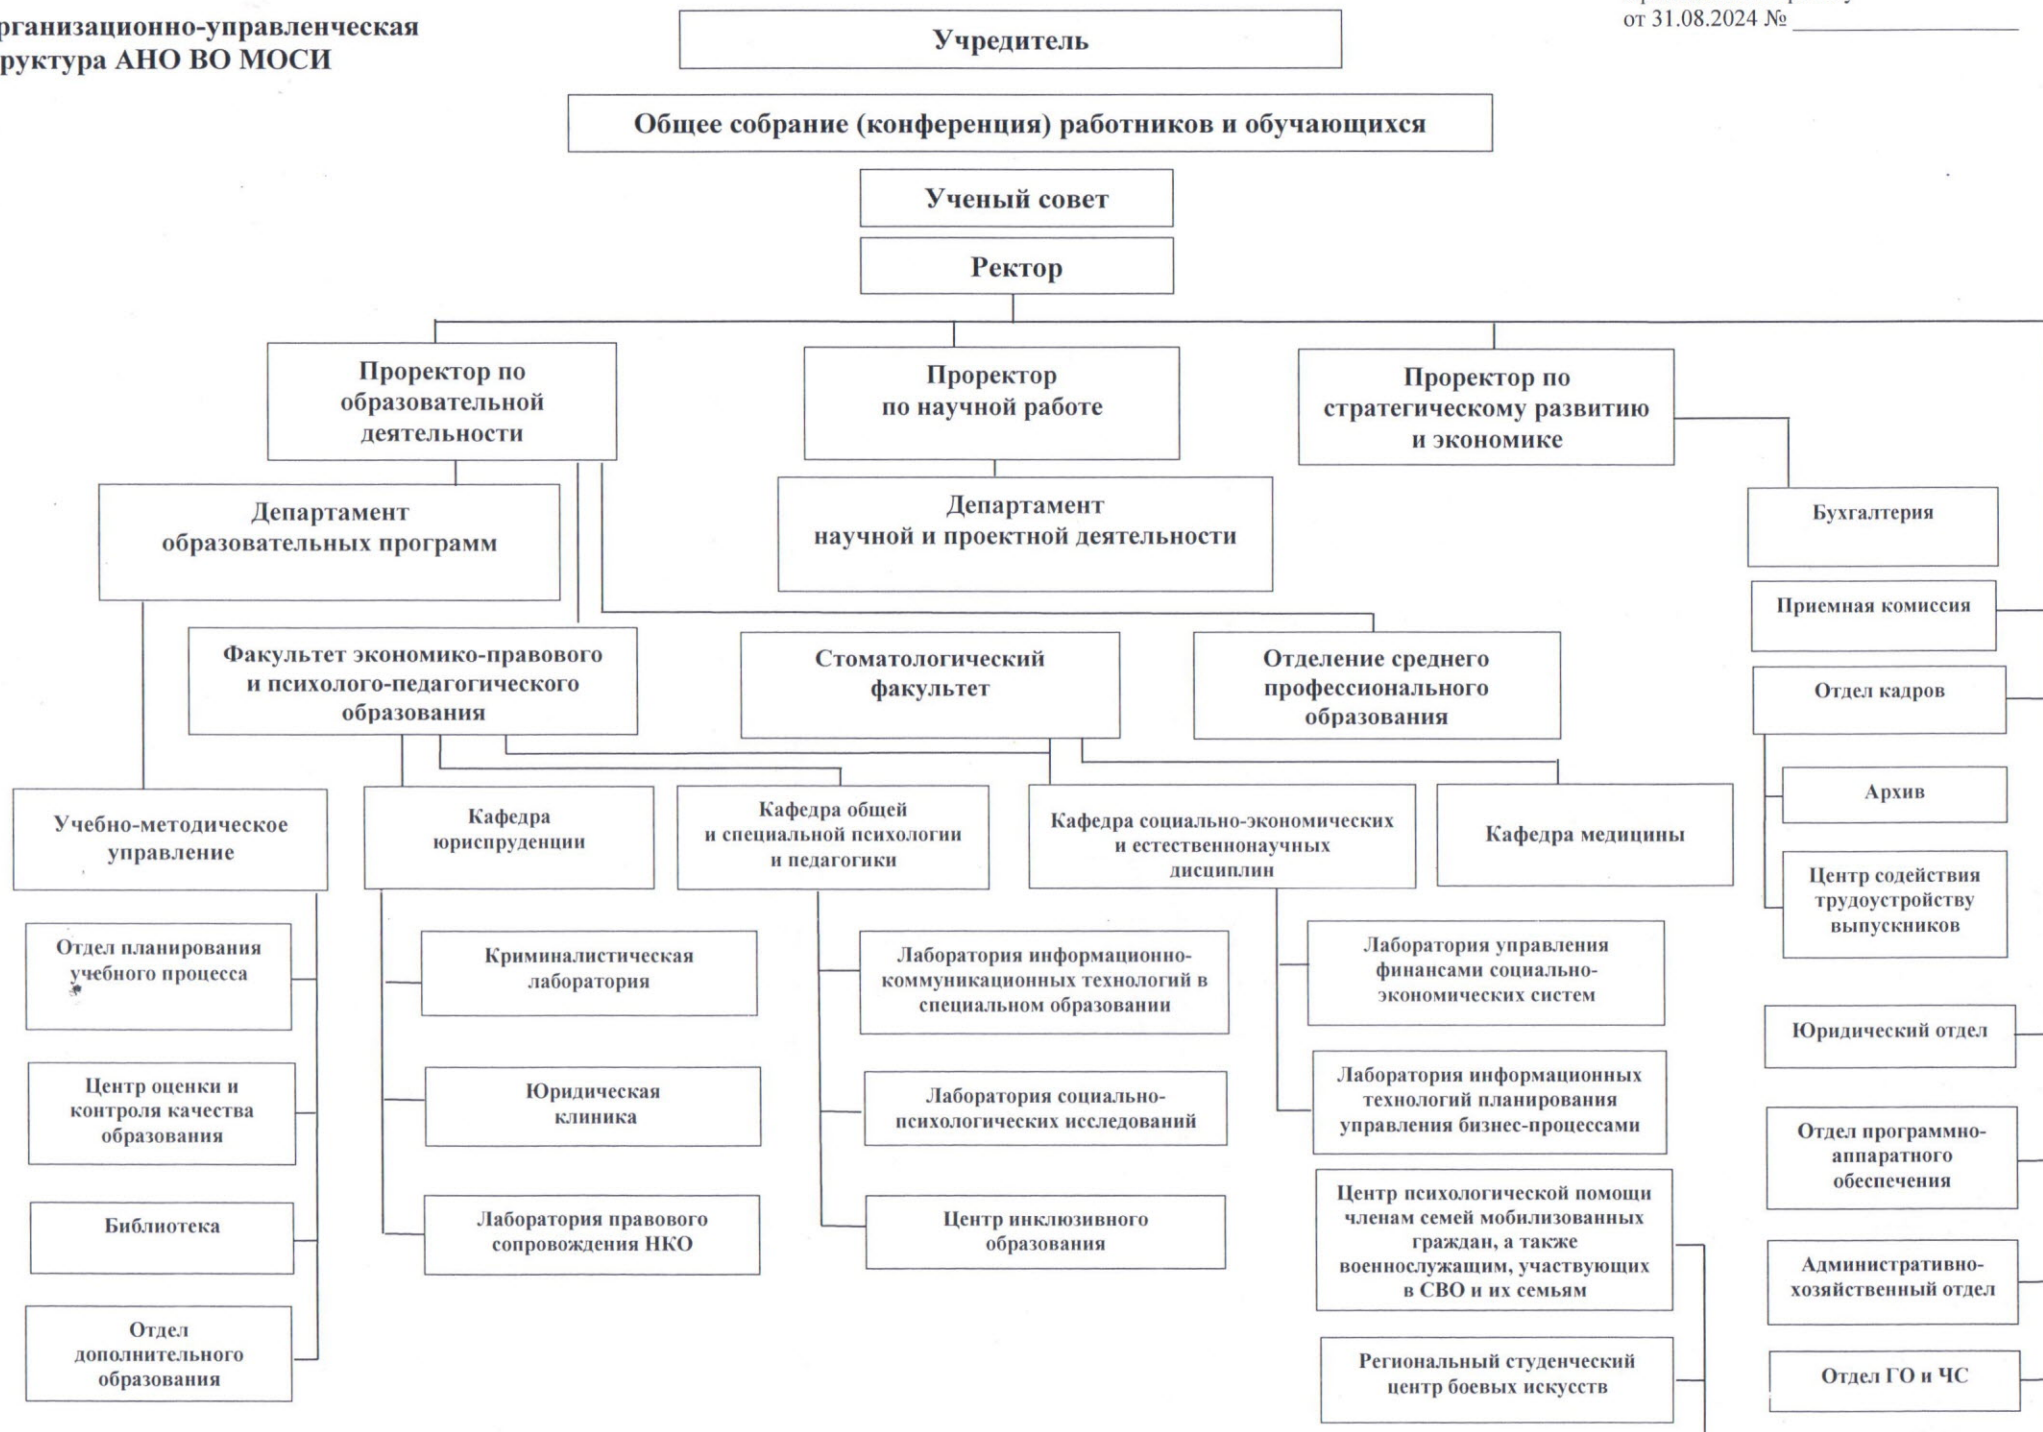 рганизационно-управленческая
руктура АНО ВО МОСИ
от 31.08.2024 №
Учредитель
Общее собрание (конференция) работников и обучающихся
Ученый совет
Ректор
Проректор по
образовательной
деятельности
Проректор
по научной работе
Проректор по
стратегическому развитию
и экономике
Департамент
образовательных программ
Департамент
научной и проектной деятельности
Бухгалтерия
Приемная комиссия
Факультет экономико-правового
и психолого-педагогического
образования
Стоматологический
факультет
Отделение среднего
профессионального
образования
Отдел кадров
Учебно-методическое
управление
Кафедра
юриспруденции
Кафедра общей
и специальной психологии
и педагогики
Кафедра социально-экономических
и естественнонаучных
дисциплин
Кафедра медицины
Архив
Центр содействия
трудоустройству
выпускников
Отдел планирования
учебного процесса
Криминалистическая
лаборатория
Лаборатория информационно-
коммуникационных технологий в
специальном образовании
Лаборатория управления
финансами социально-
экономических систем
Юридический отдел
Центр оценки и
контроля качества
образования
Юридическая
клиника
Лаборатория социально-
психологических исследований
Лаборатория информационных
технологий планирования
управления бизнес-процессами
Отдел программно-
аппаратного
обеспечения
Библиотека
Лаборатория правового
сопровождения НКО
Центр инклюзивного
образования
Центр психологической помощи
членам семей мобилизованных
граждан, а также
военнослужащим, участвующих
в СВО и их семьям
Административно-
хозяйственный отдел
Отдел
дополнительного
образования
Региональный студенческий
центр боевых искусств
Отдел ГО и ЧС